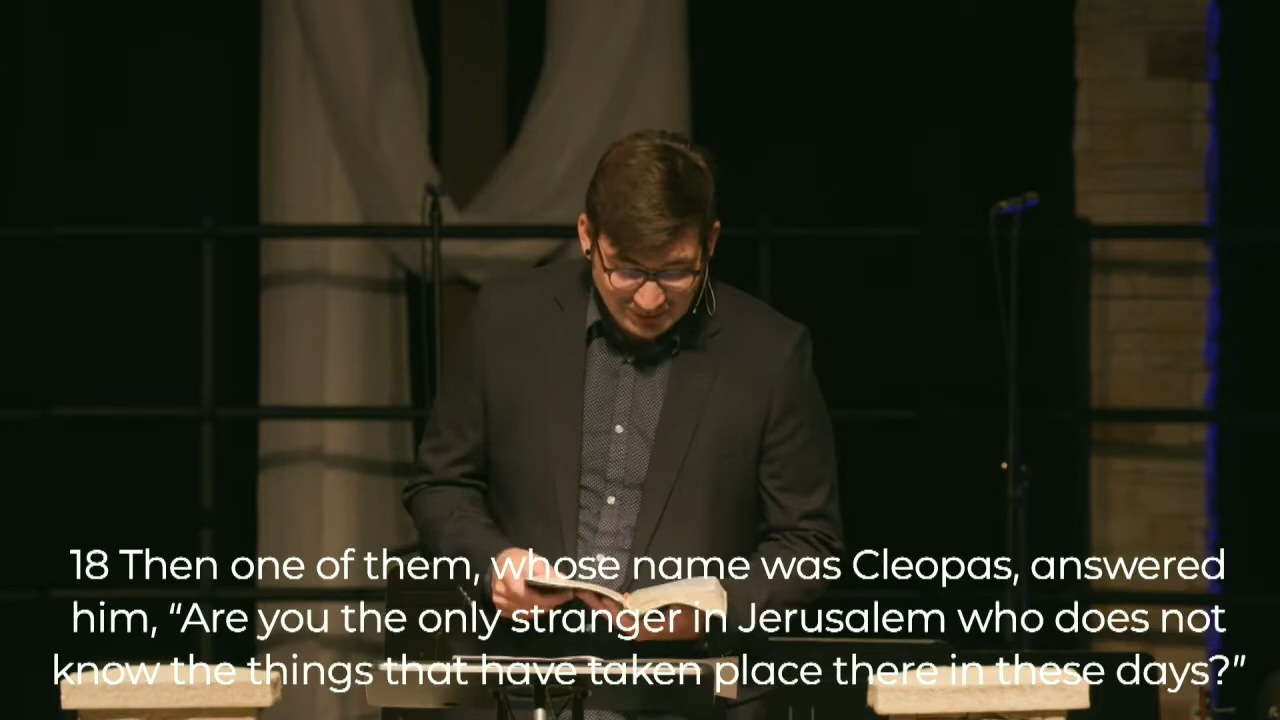 18 Then one of them, whose name was Cleopas, answered
him, “Are you the only stranger in Jerusalem who does not
know the things that have taken place there in these days?”